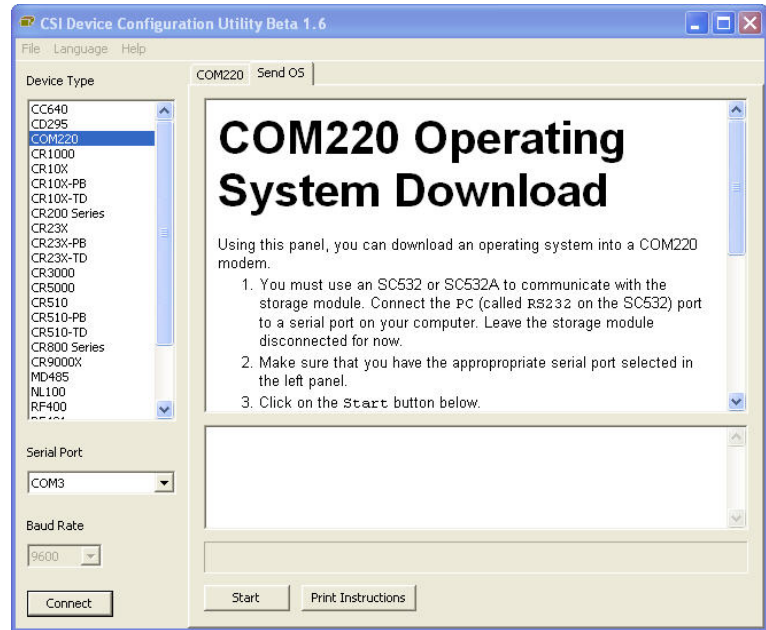 CSI Device Configuration Utility Beta 1.6
File Language Help
Device Type
CC640
CD295
COM220
CR1000
CR10X
CR10X-PB
CR10X-TD
CR200 Series
CR23X
CR23X-PB
CR23X-TD
CR3000
CR5000
CR510
CR510-PB
CR510-TD
CR800 Series
CR9000X
MD485
NL100
RF400
Serial Port
COM3
Baud Rate
9600
Connect
COM220 Send OS
COM220 Operating
System Download
Using this panel, you can download an operating system into a COM220
modem.
1. You must use an SC532 or SC532A to communicate with the
storage module. Connect the PC (called RS232 on the SC532) port
to a serial port on your computer. Leave the storage module
disconnected for now.
2. Make sure that you have the appropropriate serial port selected in
the left panel.
3. Click on the Start button below.
Start Print Instructions